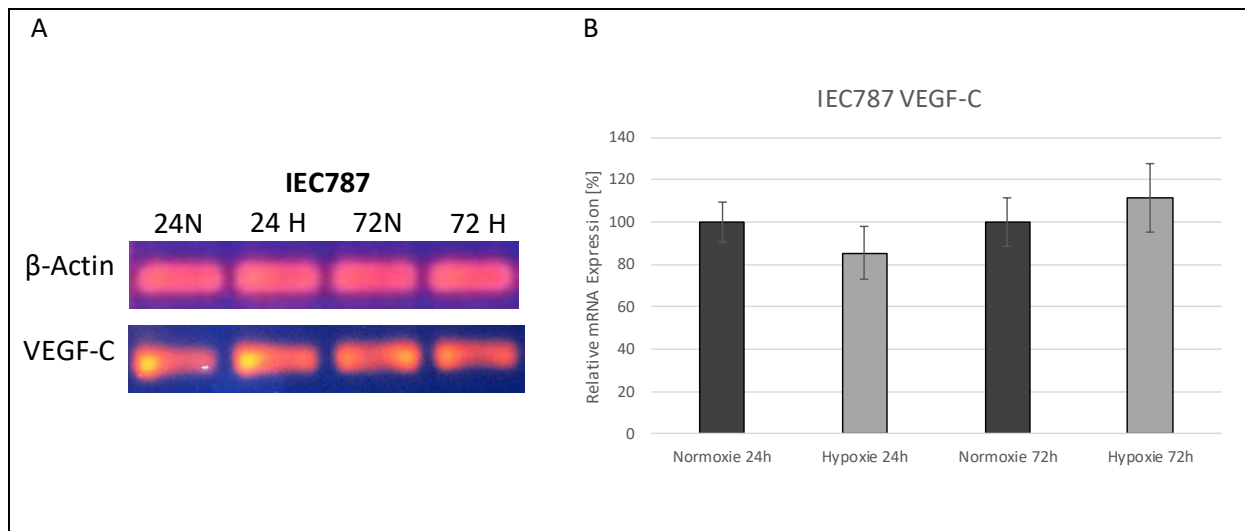 A
B
IEC787
24N 24 H 72N 72 H
β-Actin
VEGF-C
IEC787 VEGF-C
Relative mRNA Expression [%]
140
120
100
80
60
40
20
0
Normoxie 24h Hypoxie 24h Normoxie 72h Hypoxie 72h